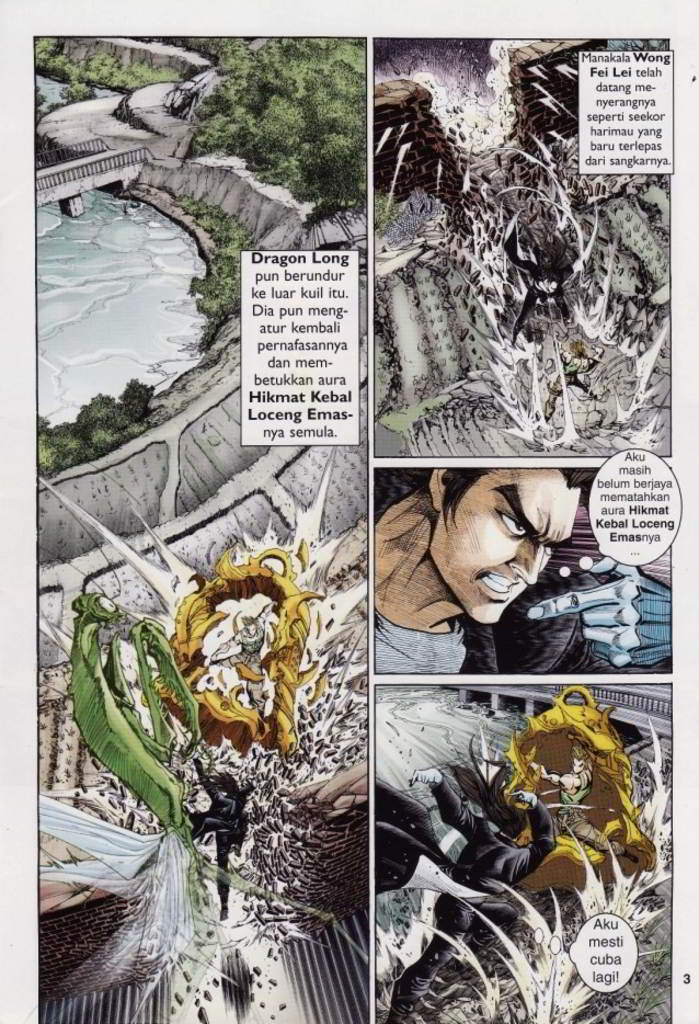 Dragon Long
pun berundur
ke luar kuil itu.
Dia pun meng-
atur kembali
pernafasannya
dan mem-
betukkan aura
Hikmat Kebal
Loceng Emas-
nya semula.
Manakala Wong
Fei Lei telah
datang me-
nyerangnya
seperti seekor
harimau yang
baru terlepas
dari sangkarnya.
Aku
masih
belum berjaya
mematahkan
aura Hikmat
Kebal Loceng
Emasnya
...
Aku
mesti
cuba
lagi!
3